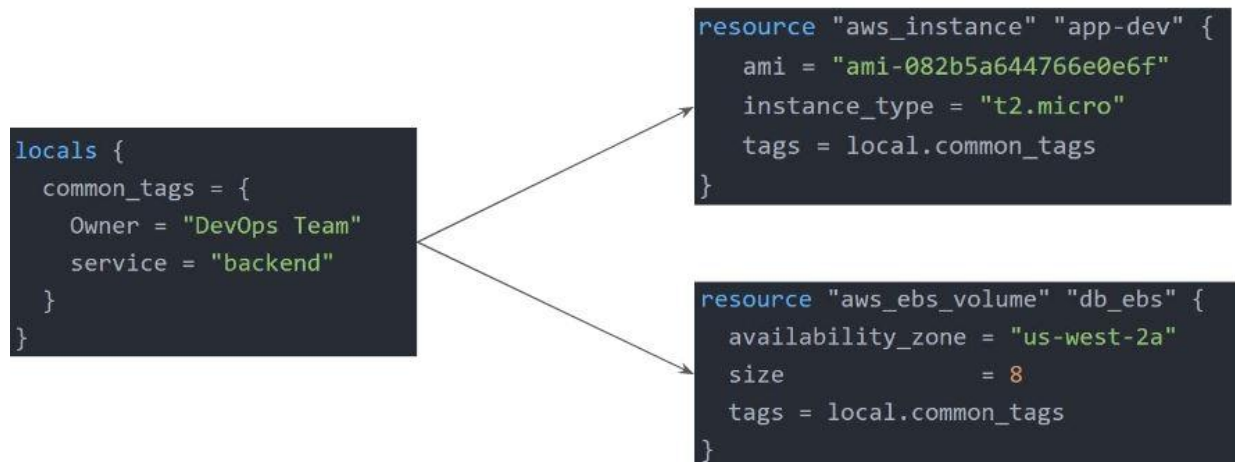 locals {
  common_tags = {
    Owner = "DevOps Team"
    service = "backend"
  }
}
resource "aws_instance" "app-dev" {
   ami = "ami-082b5a644766e0e6f"
   instance_type = "t2.micro"
   tags = local.common_tags
}
resource "aws_ebs_volume" "db_ebs" {
  availability_zone = "us-west-2a"
  size              = 8
  tags = local.common_tags
}